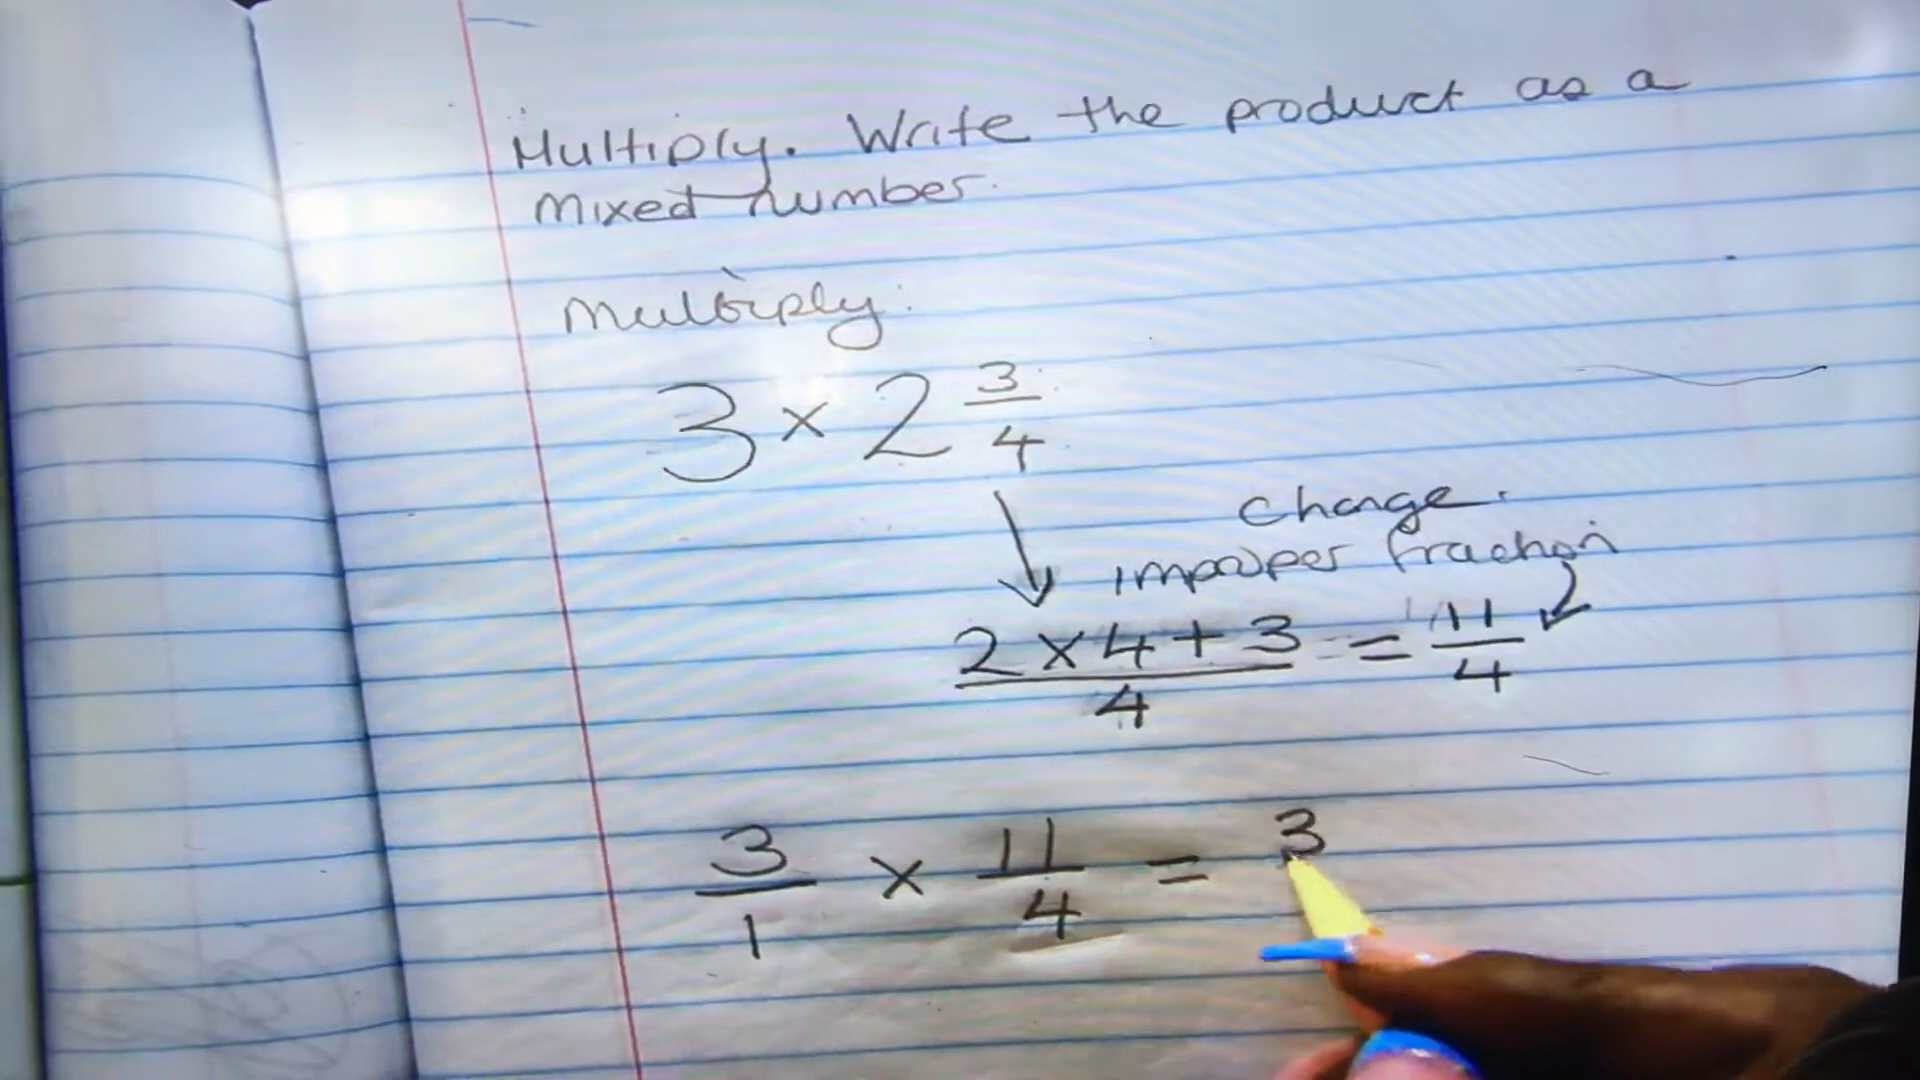 Multiply. Write the product as a
mixed number.
Multiply:
3 × 2 3/4
Change.
improper fraction
2 × 4 + 3 / 4 = 11/4
3/1 × 11/4 = 3